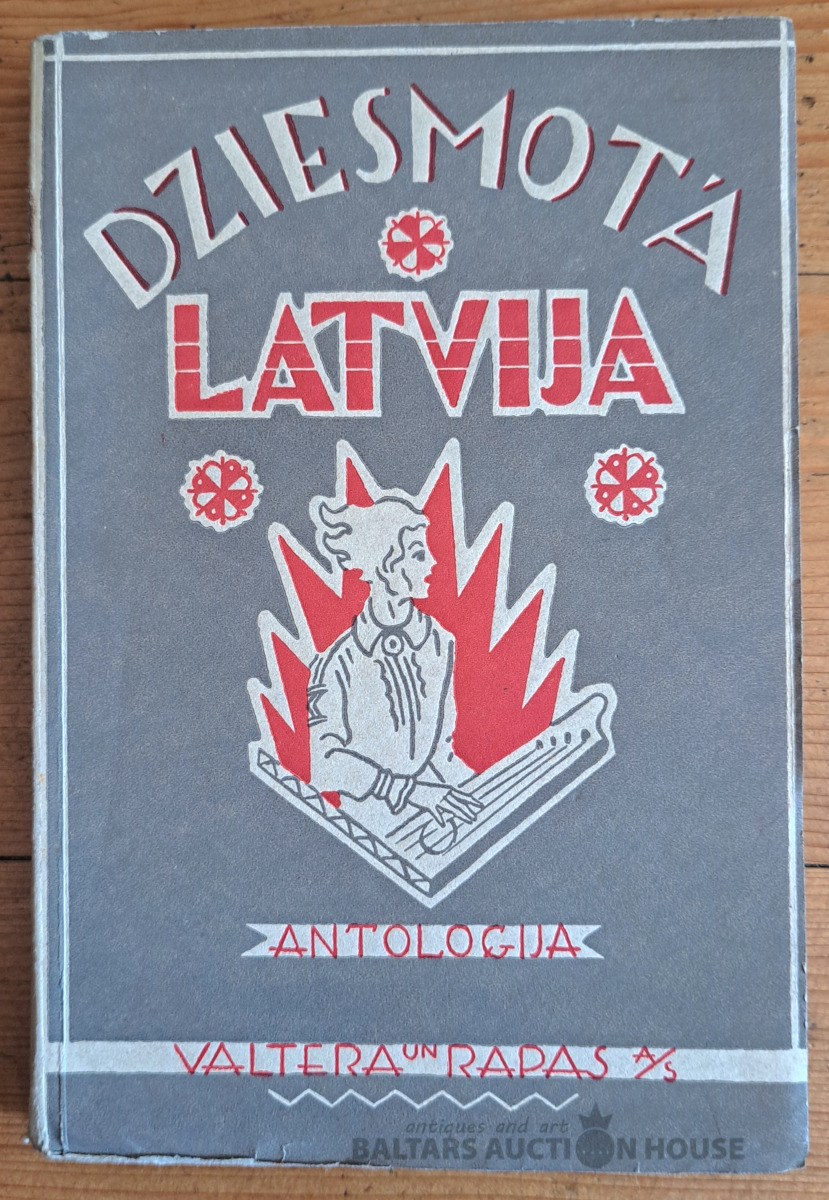 DZIESMOTĀ
LATVIJA
ANTOLOGIJA
VALTERA UN RAPAS A/S
antiques and art
BALTARS AUCTION HOUSE